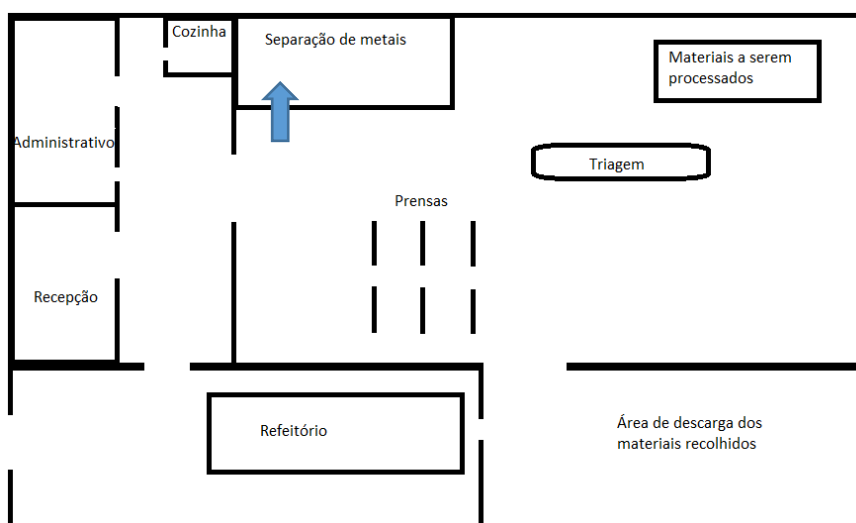 Cozinha
Separação de metais
Materiais a serem
processados
Administrativo
Triagem
Prensas
Recepção
Refeitório
Área de descarga dos
materiais recolhidos